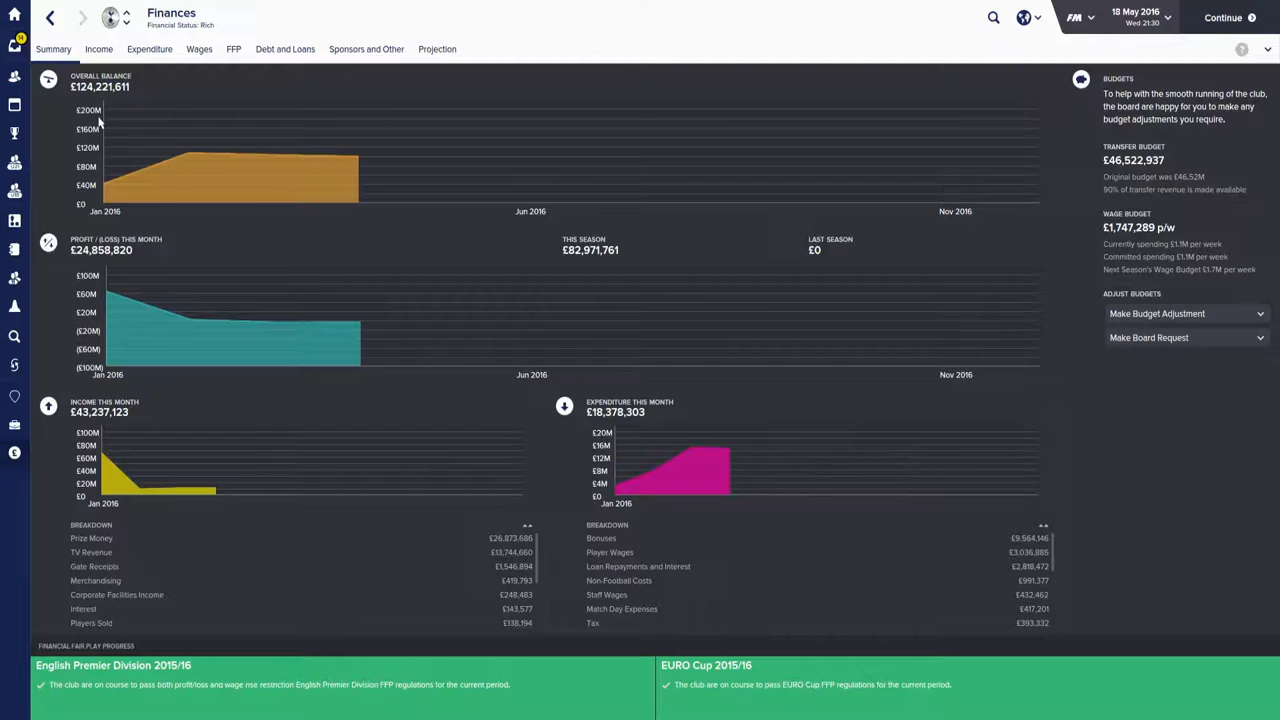 Finances
Financial Status: Rich
FM
18 May 2016
Wed 21:30
Continue
Summary
Income
Expenditure
Wages
FFP
Debt and Loans
Sponsors and Other
Projection
?
OVERALL BALANCE
£124,221,611
£200M
£160M
£120M
£80M
£40M
£0
Jan 2016
Jun 2016
Nov 2016
PROFIT / (LOSS) THIS MONTH
£24,858,820
THIS SEASON
£82,971,761
LAST SEASON
£0
£100M
£60M
£20M
(£20M)
(£60M)
(£100M)
Jan 2016
Jun 2016
Nov 2016
INCOME THIS MONTH
£43,237,123
£100M
£80M
£60M
£40M
£20M
£0
Jan 2016
BREAKDOWN
Prize Money £26,873,686
TV Revenue £13,744,660
Gate Receipts £1,546,894
Merchandising £419,793
Corporate Facilities Income £248,483
Interest £143,577
Players Sold £138,194
EXPENDITURE THIS MONTH
£18,378,303
£20M
£16M
£12M
£8M
£4M
£0
Jan 2016
BREAKDOWN
Bonuses £9,564,146
Player Wages £3,036,885
Loan Repayments and Interest £2,818,472
Non-Football Costs £991,377
Staff Wages £432,462
Match Day Expenses £417,201
Tax £393,332
BUDGETS
To help with the smooth running of the club,
the board are happy for you to make any
budget adjustments you require.
TRANSFER BUDGET
£46,522,937
Original budget was £46.52M
90% of transfer revenue is made available
WAGE BUDGET
£1,747,289 p/w
Currently spending £1.1M per week
Committed spending £1.1M per week
Next Season's Wage Budget £1.7M per week
ADJUST BUDGETS
Make Budget Adjustment
Make Board Request
FINANCIAL FAIR PLAY PROGRESS
English Premier Division 2015/16
The club are on course to pass both profit/loss and wage rise restriction English Premier Division FFP regulations for the current period.
EURO Cup 2015/16
The club are on course to pass EURO Cup FFP regulations for the current period.